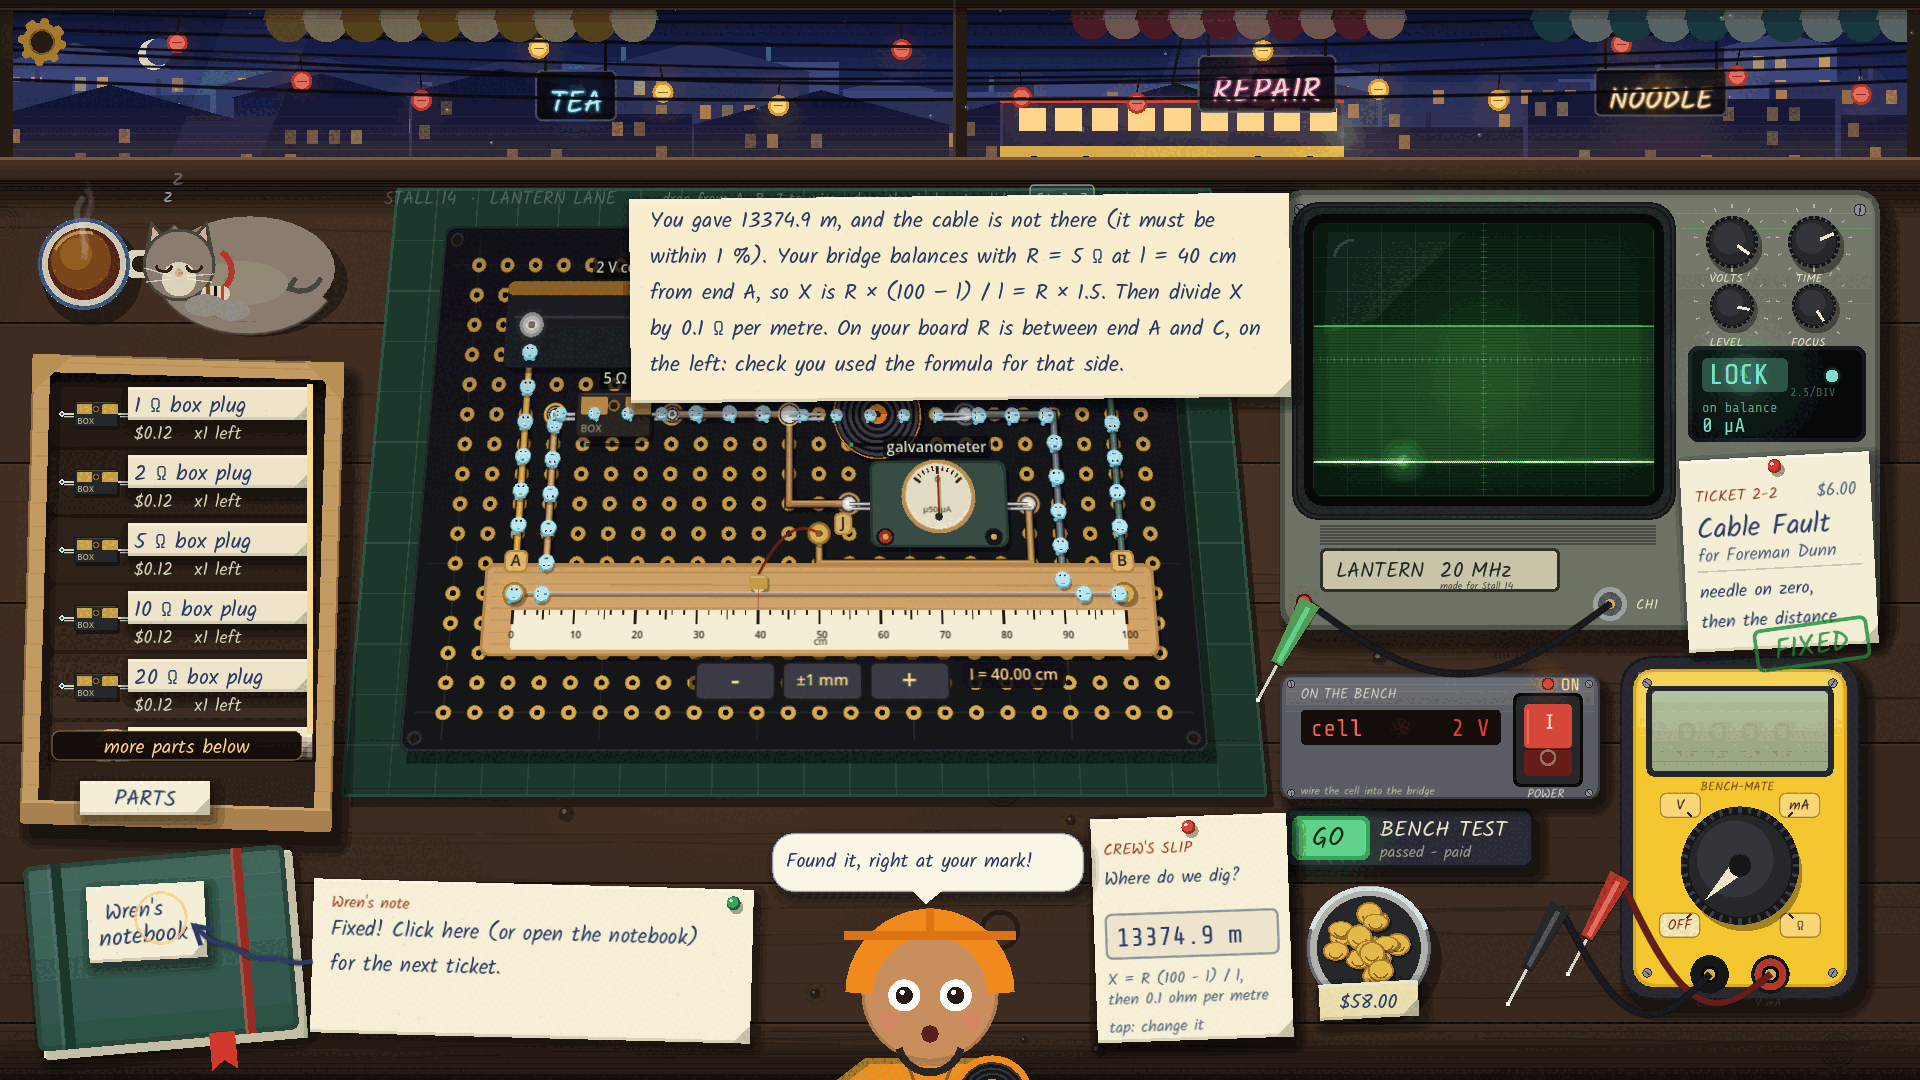 TEA
REPAIR
NOODLE
z
z
STALL 14 · LANTERN LANE
You gave 13374.9 m, and the cable is not there (it must be
within 1 %). Your bridge balances with R = 5 Ω at l = 40 cm
from end A, so X is R × (100 – l) / l = R × 1.5. Then divide X
by 0.1 Ω per metre. On your board R is between end A and C, on
the left: check you used the formula for that side.
2 V
5 Ω
BOX
galvanometer
J
A
B
0 10 20 30 40 50 60 70 80 90 100
cm
-
±1 mm
+
l = 40.00 cm
1 Ω box plug
$0.12 x1 left
BOX
2 Ω box plug
$0.12 x1 left
BOX
5 Ω box plug
$0.12 x1 left
BOX
10 Ω box plug
$0.12 x1 left
BOX
20 Ω box plug
$0.12 x1 left
BOX
more parts below
PARTS
VOLTS
TIME
LEVEL
FOCUS
LOCK
2.5/DIV
on balance
0 µA
LANTERN 20 MHz
made for Stall 14
CH1
TICKET 2-2 $6.00
Cable Fault
for Foreman Dunn
needle on zero,
then the distance
FIXED
ON THE BENCH
ON
cell 2 V
I
wire the cell into the bridge
POWER
GO
BENCH TEST
passed - paid
BENCH-MATE
V
mA
OFF
Ω
Wren's
notebook
Wren's note
Fixed! Click here (or open the notebook)
for the next ticket.
Found it, right at your mark!
CREW'S SLIP
Where do we dig?
13374.9 m
X = R (100 - l) / l,
then 0.1 ohm per metre
tap: change it
$58.00